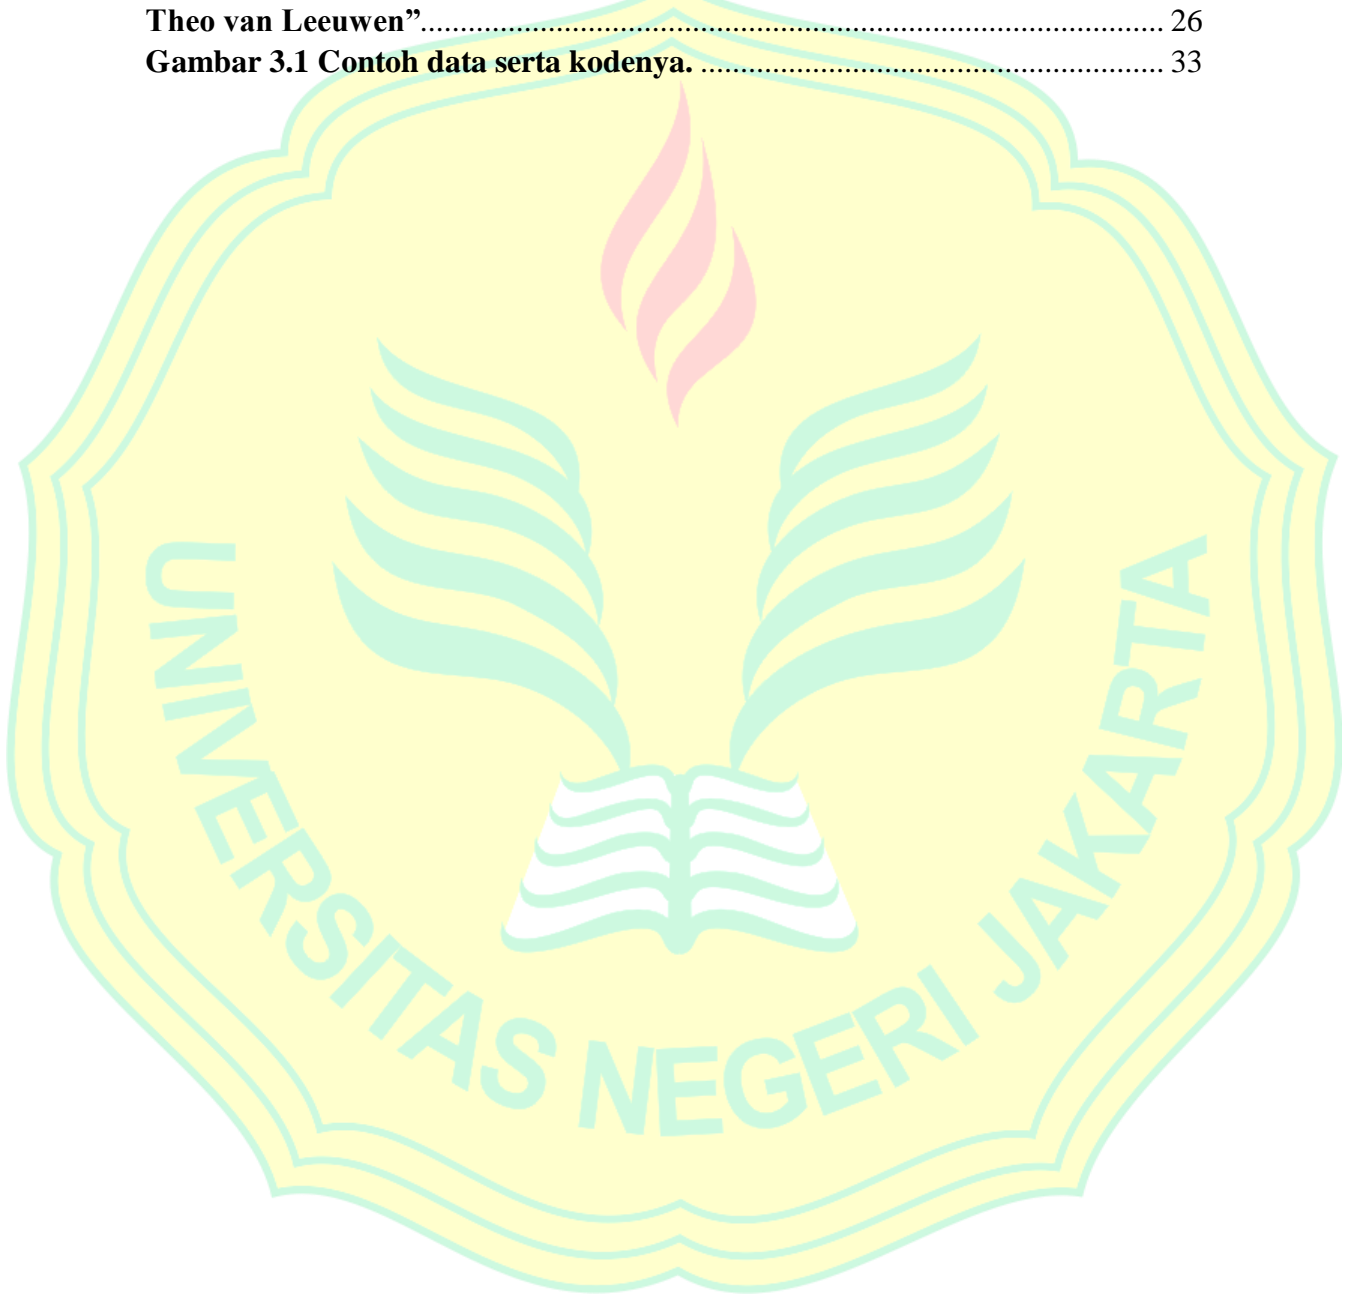 Theo van Leeuwen”.................................................................................................. 26
Gambar 3.1 Contoh data serta kodenya. ............................................................. 33
UNIVERSITAS NEGERI JAKARTA